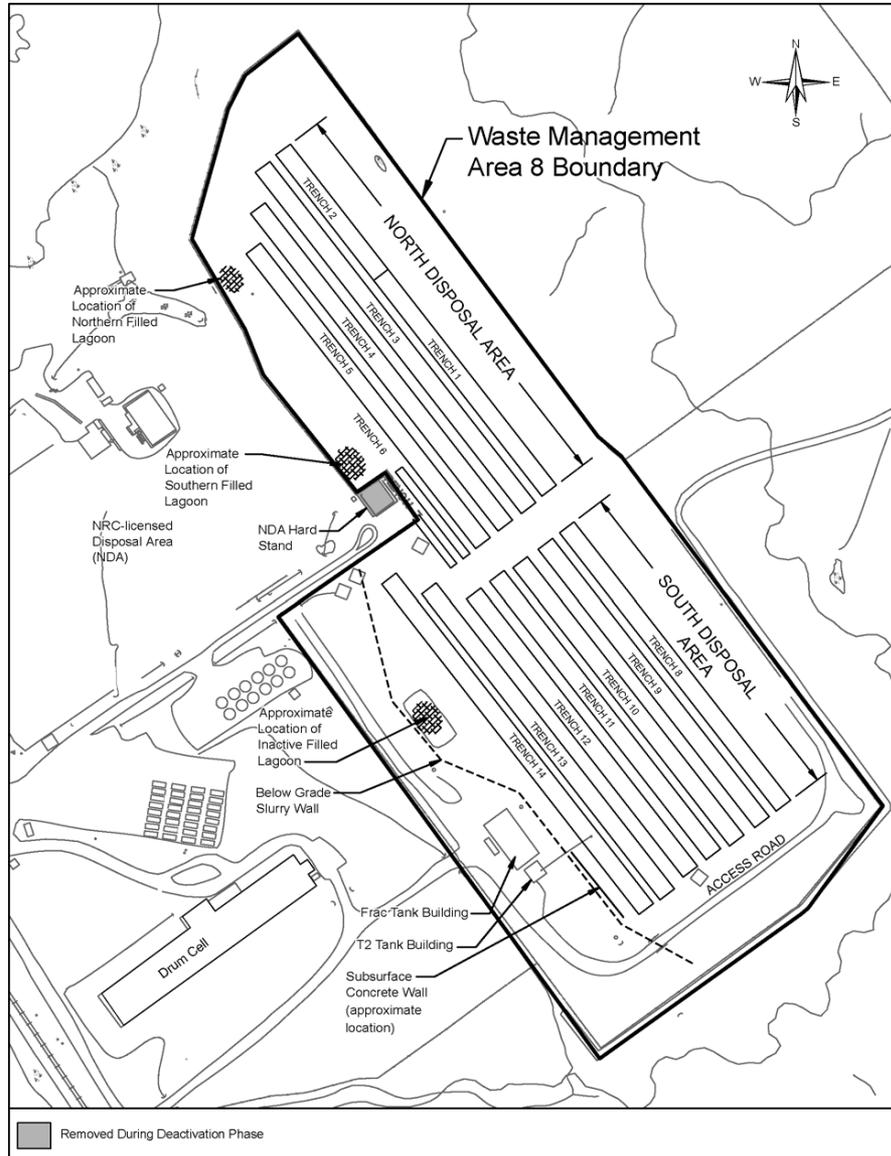 N
W
E
S
Waste Management
Area 8 Boundary
TRENCH 2
NORTH DISPOSAL AREA
Approximate
Location of
Northern Filled
Lagoon
TRENCH 3
TRENCH 1
TRENCH 4
TRENCH 5
TRENCH 6
Approximate
Location of
Southern Filled
Lagoon
NRC-licensed
Disposal Area
(NDA)
NDA Hard
Stand
SOUTH DISPOSAL
AREA
TRENCH 8
TRENCH 9
TRENCH 10
TRENCH 11
TRENCH 12
TRENCH 13
TRENCH 14
Approximate
Location of
Inactive Filled
Lagoon
Below Grade
Slurry Wall
ACCESS ROAD
Frac Tank Building
T2 Tank Building
Drum Cell
Subsurface
Concrete Wall
(approximate
location)
Removed During Deactivation Phase